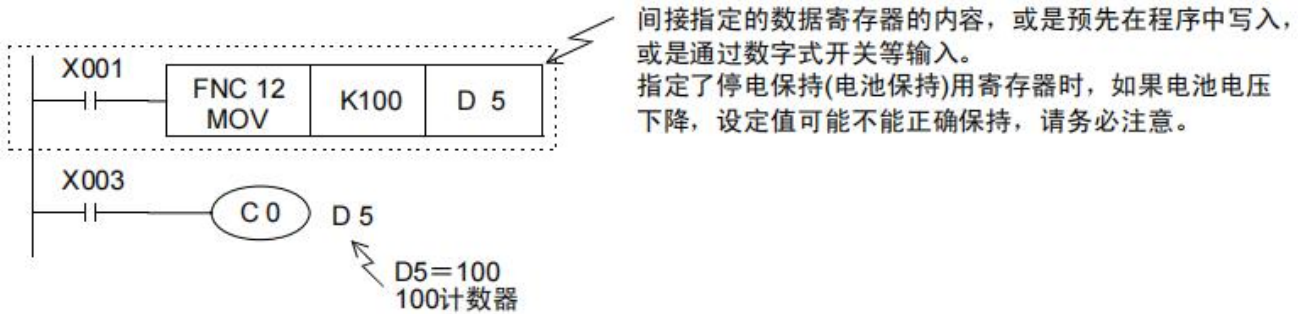 间接指定的数据寄存器的内容，或是预先在程序中写入，
或是通过数字式开关等输入。
指定了停电保持(电池保持)用寄存器时，如果电池电压
下降，设定值可能不能正确保持，请务必注意。
X001
FNC 12
MOV
K100
D 5
X003
C 0
D 5
D5＝100
100计数器